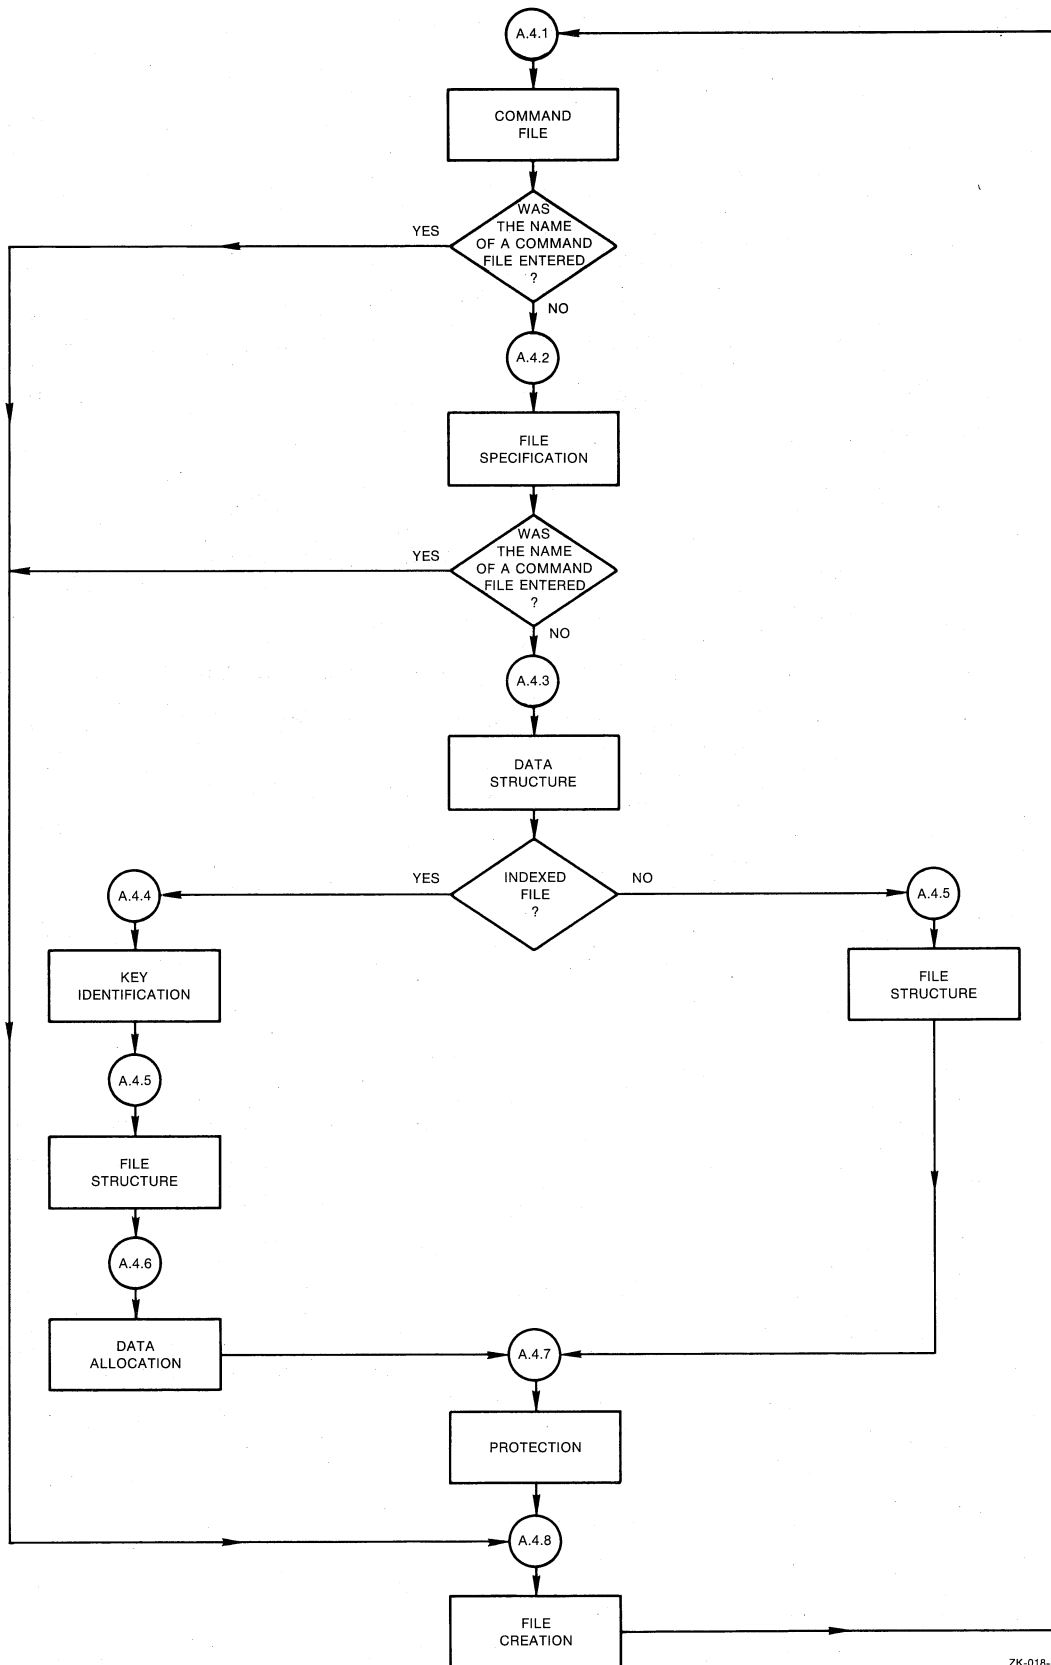 A.4.1
COMMAND
FILE
WAS
THE NAME
OF A COMMAND
FILE ENTERED
?
YES
NO
A.4.2
FILE
SPECIFICATION
WAS
THE NAME
OF A COMMAND
FILE ENTERED
?
YES
NO
A.4.3
DATA
STRUCTURE
INDEXED
FILE
?
YES
NO
A.4.4
A.4.5
KEY
IDENTIFICATION
FILE
STRUCTURE
A.4.5
FILE
STRUCTURE
A.4.6
DATA
ALLOCATION
A.4.7
PROTECTION
A.4.8
FILE
CREATION
ZK-018-